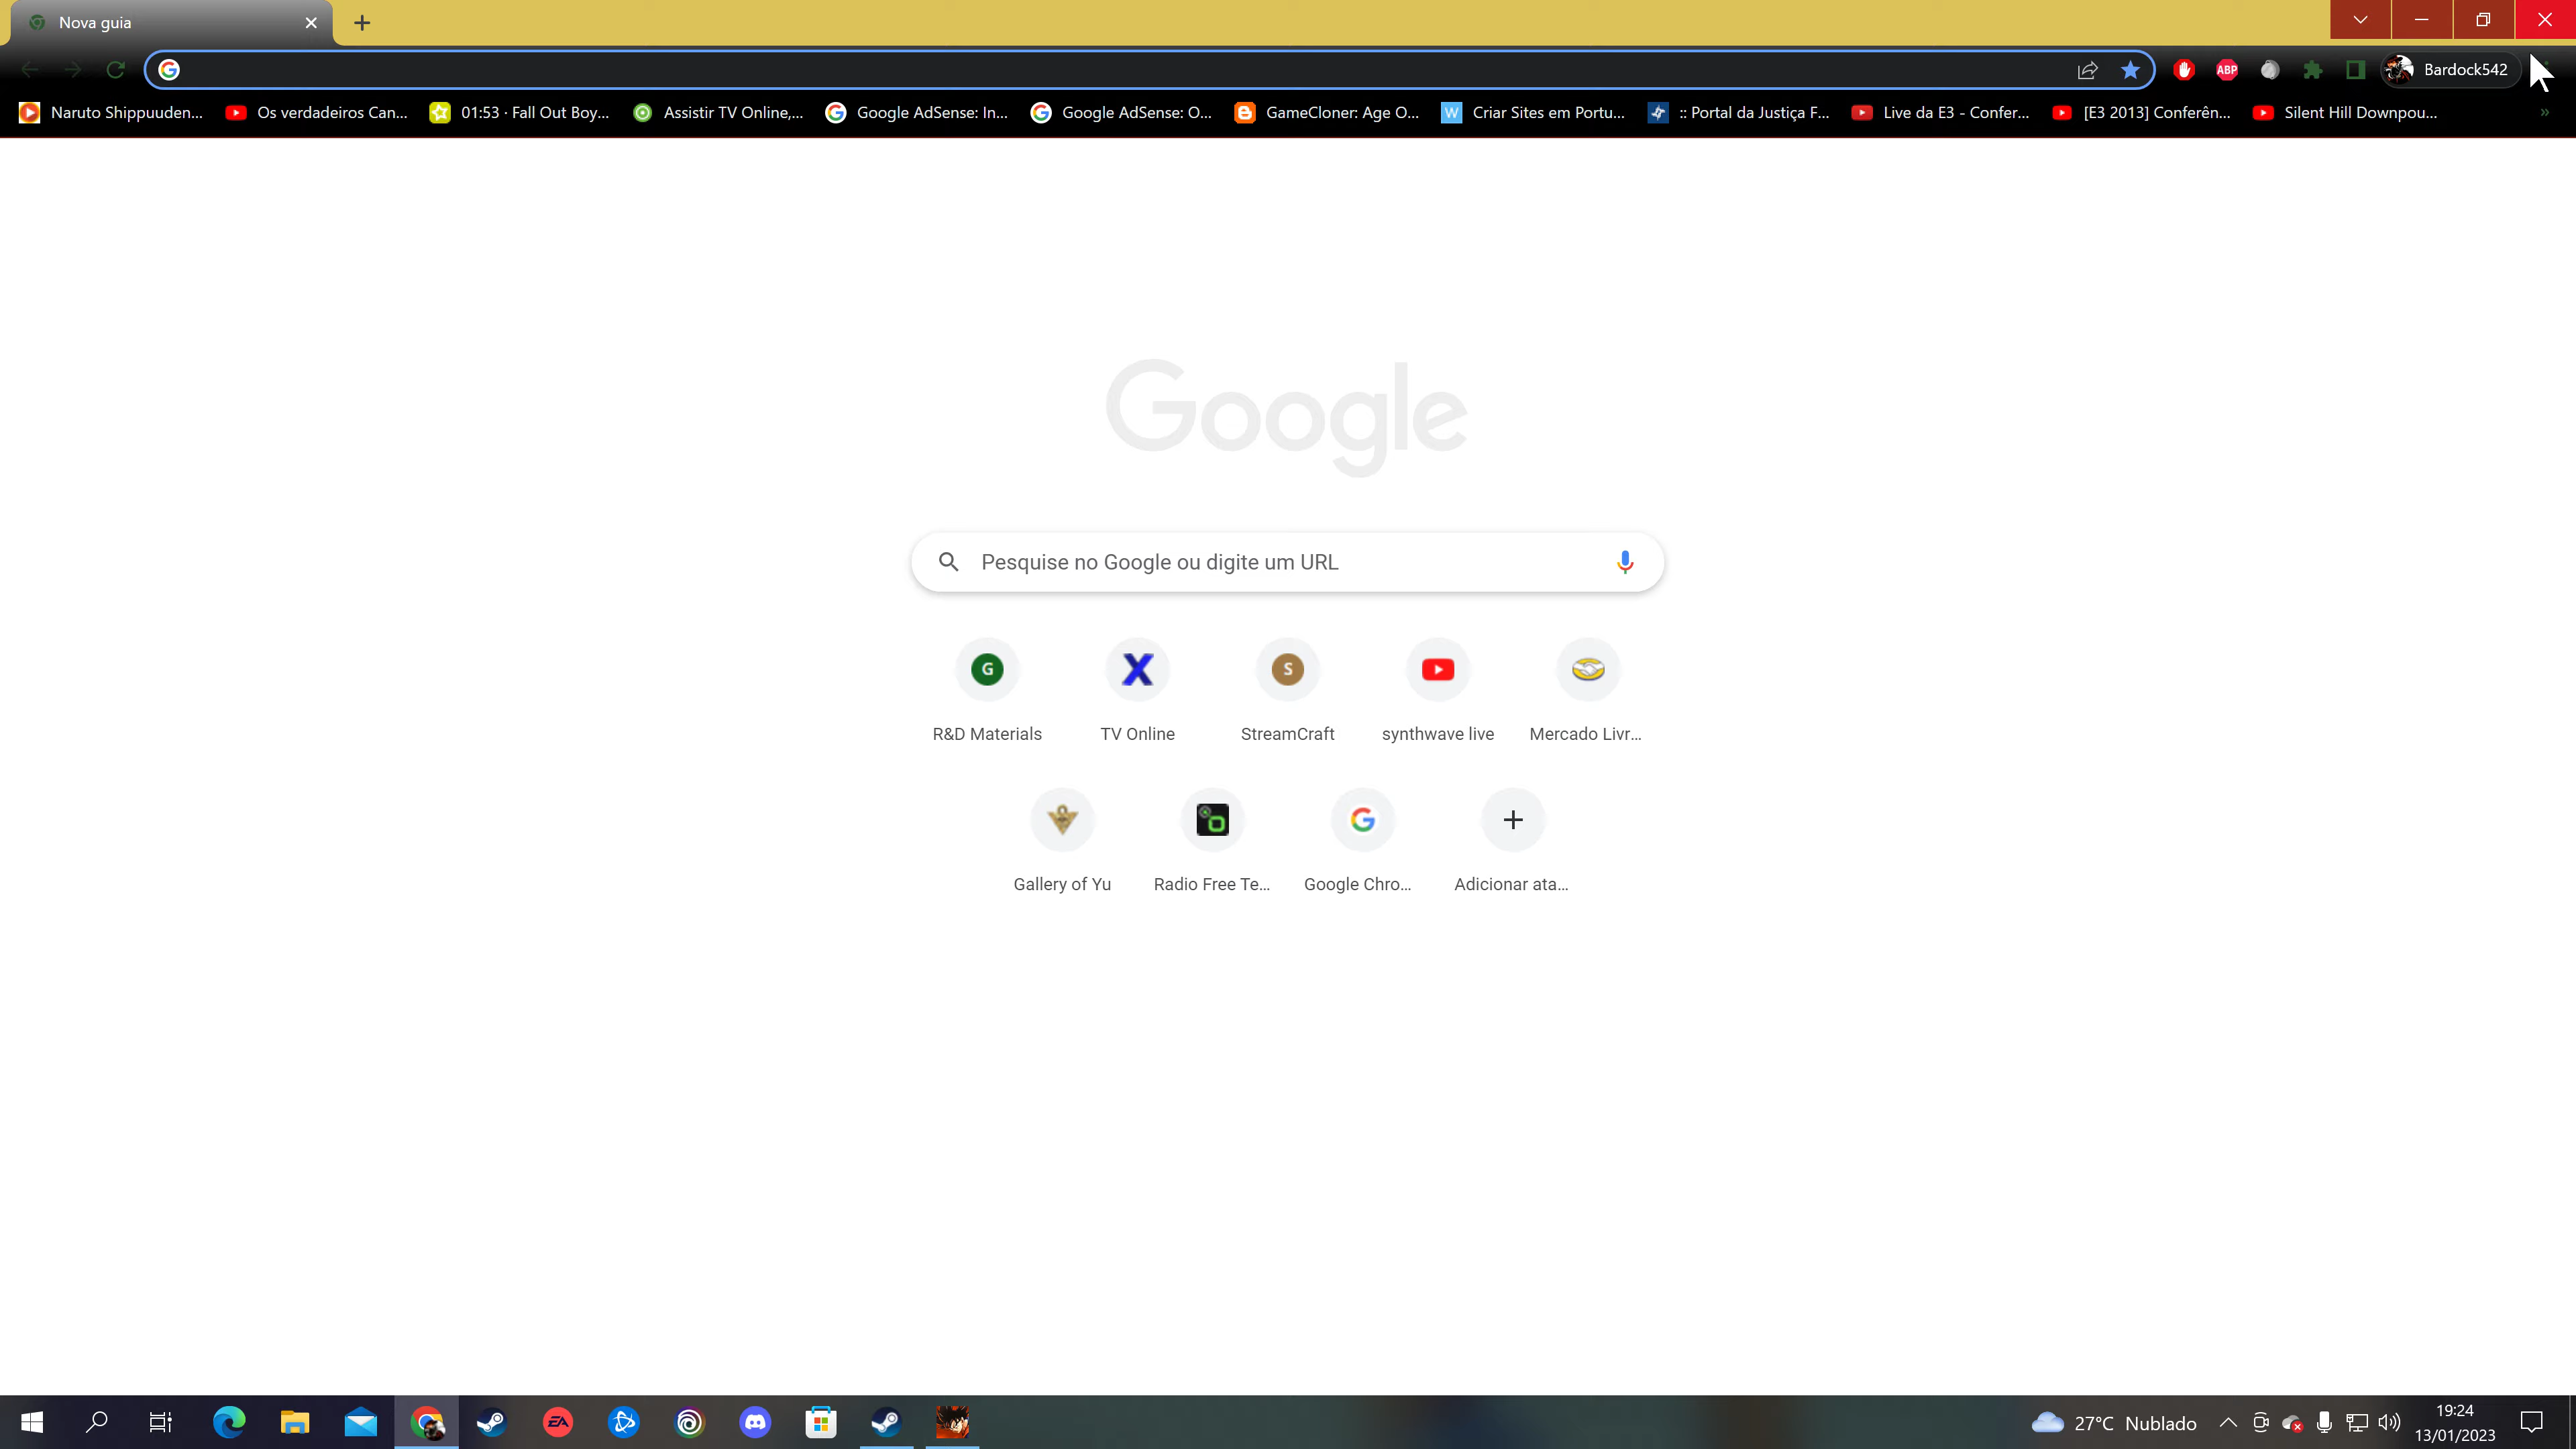 Nova guia
Bardock542
Naruto Shippuuden... Os verdadeiros Can... 01:53 · Fall Out Boy... Assistir TV Online,... Google AdSense: In... Google AdSense: O... GameCloner: Age O... Criar Sites em Portu... :: Portal da Justiça F... Live da E3 - Confer... [E3 2013] Conferên... Silent Hill Downpou... »
Google
Pesquise no Google ou digite um URL
R&D Materials TV Online StreamCraft synthwave live Mercado Livr...
Gallery of Yu Radio Free Te... Google Chro... Adicionar ata...
27°C Nublado
19:24
13/01/2023